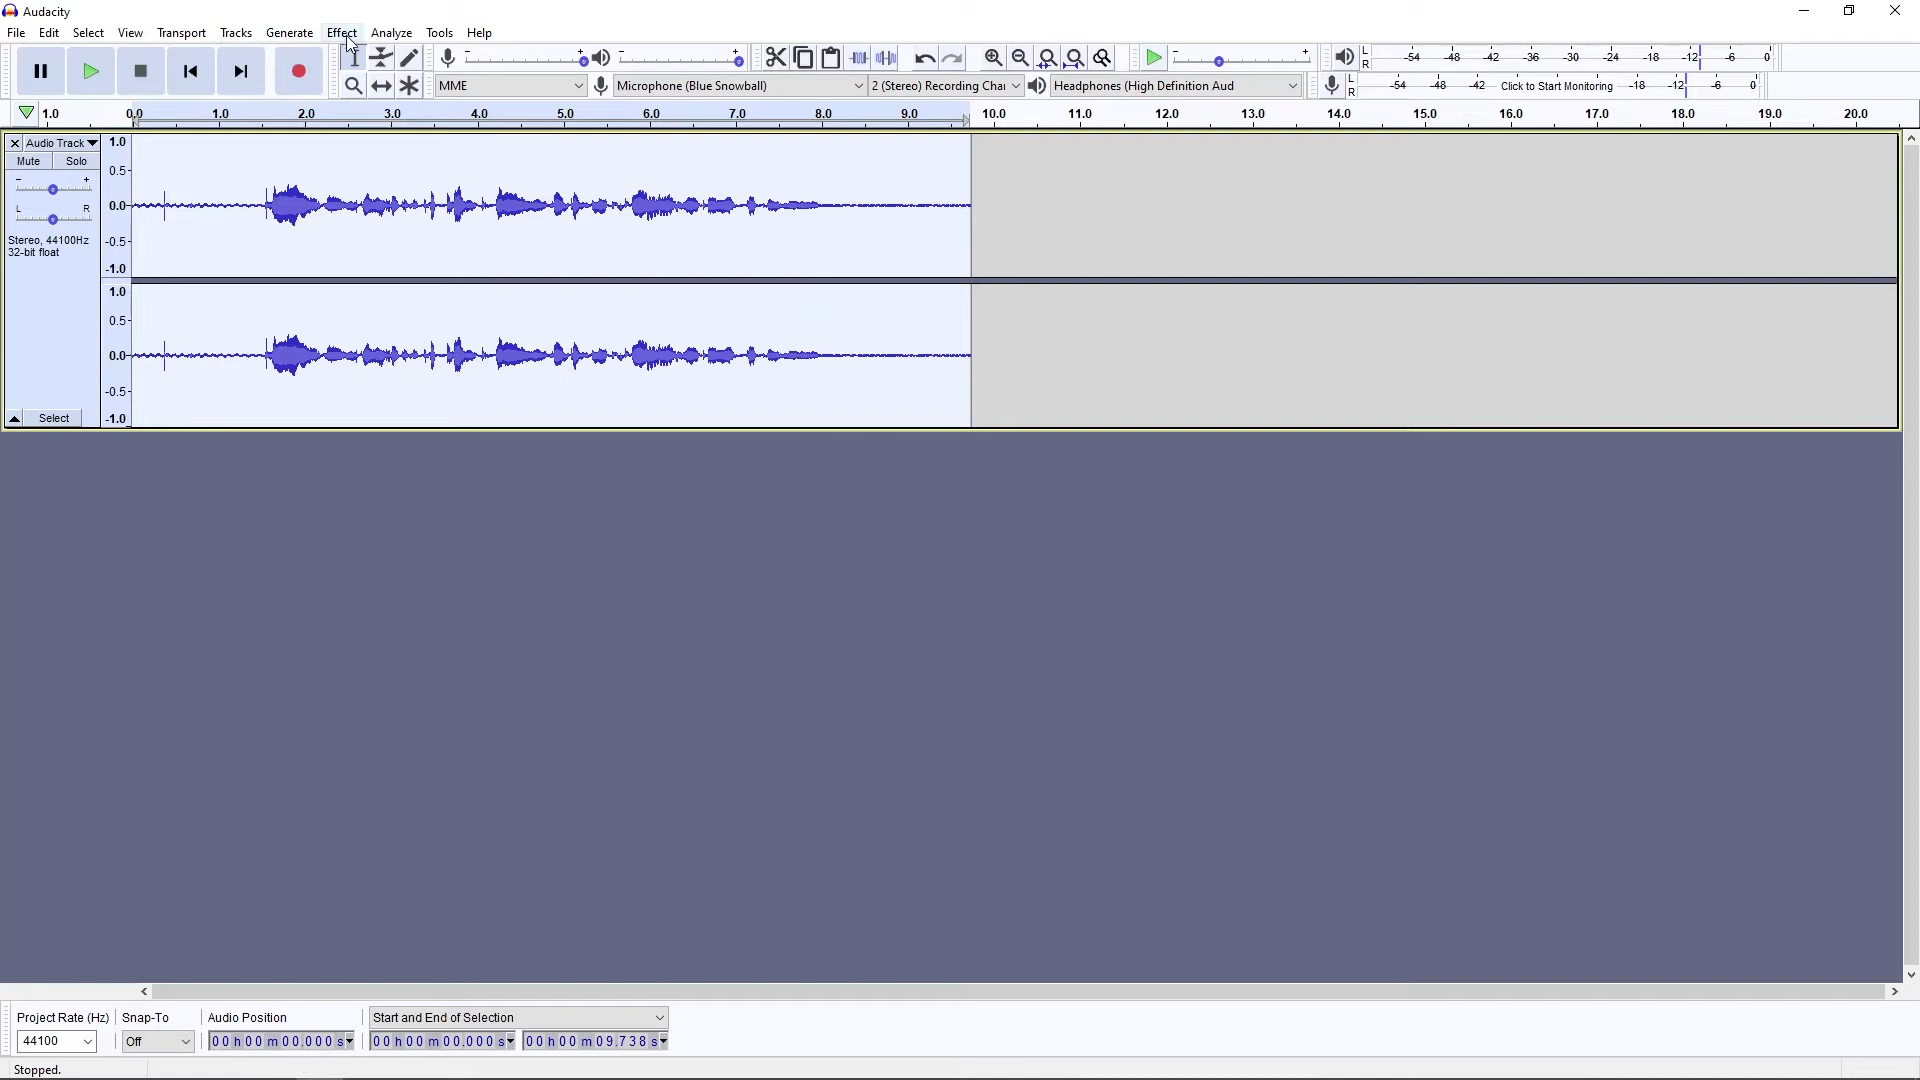 Audacity
File Edit Select View Transport Tracks Generate Effect Analyze Tools Help
L R -54 -48 -42 -36 -30 -24 -18 -12 -6 0
MME Microphone (Blue Snowball) 2 (Stereo) Recording Char Headphones (High Definition Aud L R -54 -48 -42 Click to Start Monitoring -18 -12 -6 0
1.0 0.0 1.0 2.0 3.0 4.0 5.0 6.0 7.0 8.0 9.0 10.0 11.0 12.0 13.0 14.0 15.0 16.0 17.0 18.0 19.0 20.0
Audio Track 1.0
Mute Solo
0.5
- +
0.0
L R
Stereo, 44100Hz
-0.5
32-bit float
-1.0
1.0
0.5
0.0
-0.5
Select -1.0
Project Rate (Hz) Snap-To Audio Position Start and End of Selection
44100 Off 00 h 00 m 00.000 s 00 h 00 m 00.000 s 00 h 00 m 09.738 s
Stopped.